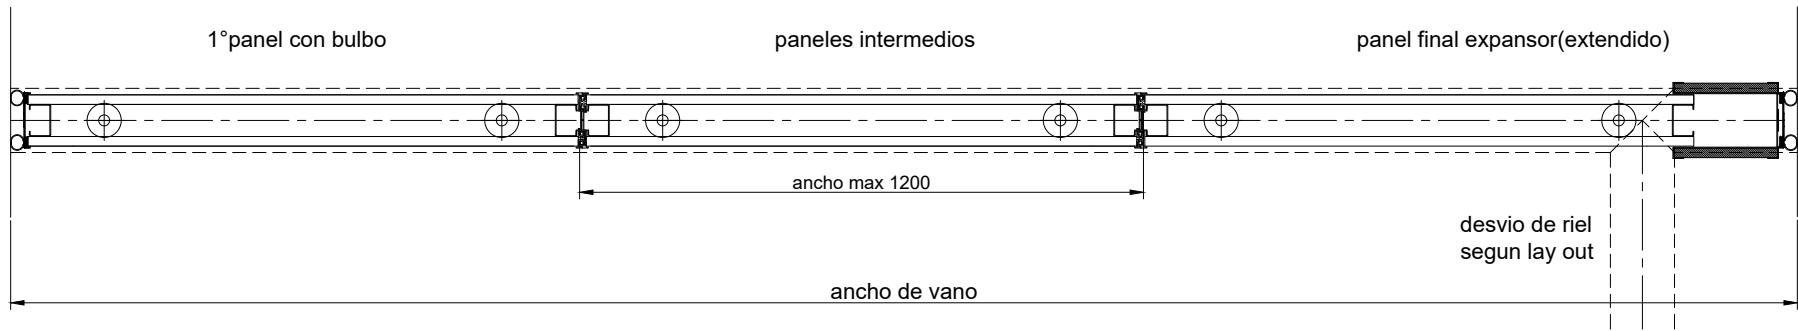 1°panel con bulbo
paneles intermedios
panel final expansor(extendido)
ancho max 1200
desvio de riel
segun lay out
ancho de vano